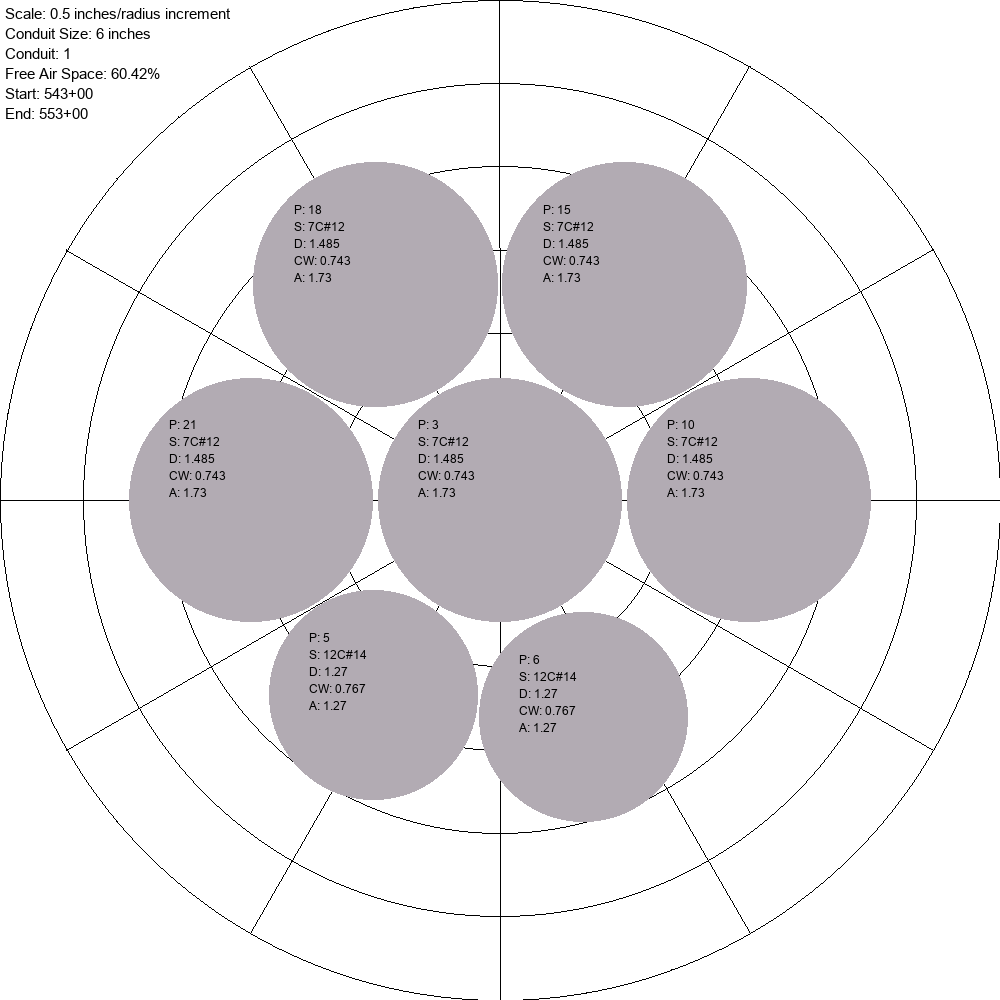 Scale: 0.5 inches/radius increment
Conduit Size: 6 inches
Conduit: 1
Free Air Space: 60.42%
Start: 543+00
End: 553+00
P: 18
S: 7C#12
D: 1.485
CW: 0.743
A: 1.73
P: 15
S: 7C#12
D: 1.485
CW: 0.743
A: 1.73
P: 21
S: 7C#12
D: 1.485
CW: 0.743
A: 1.73
P: 3
S: 7C#12
D: 1.485
CW: 0.743
A: 1.73
P: 10
S: 7C#12
D: 1.485
CW: 0.743
A: 1.73
P: 5
S: 12C#14
D: 1.27
CW: 0.767
A: 1.27
P: 6
S: 12C#14
D: 1.27
CW: 0.767
A: 1.27